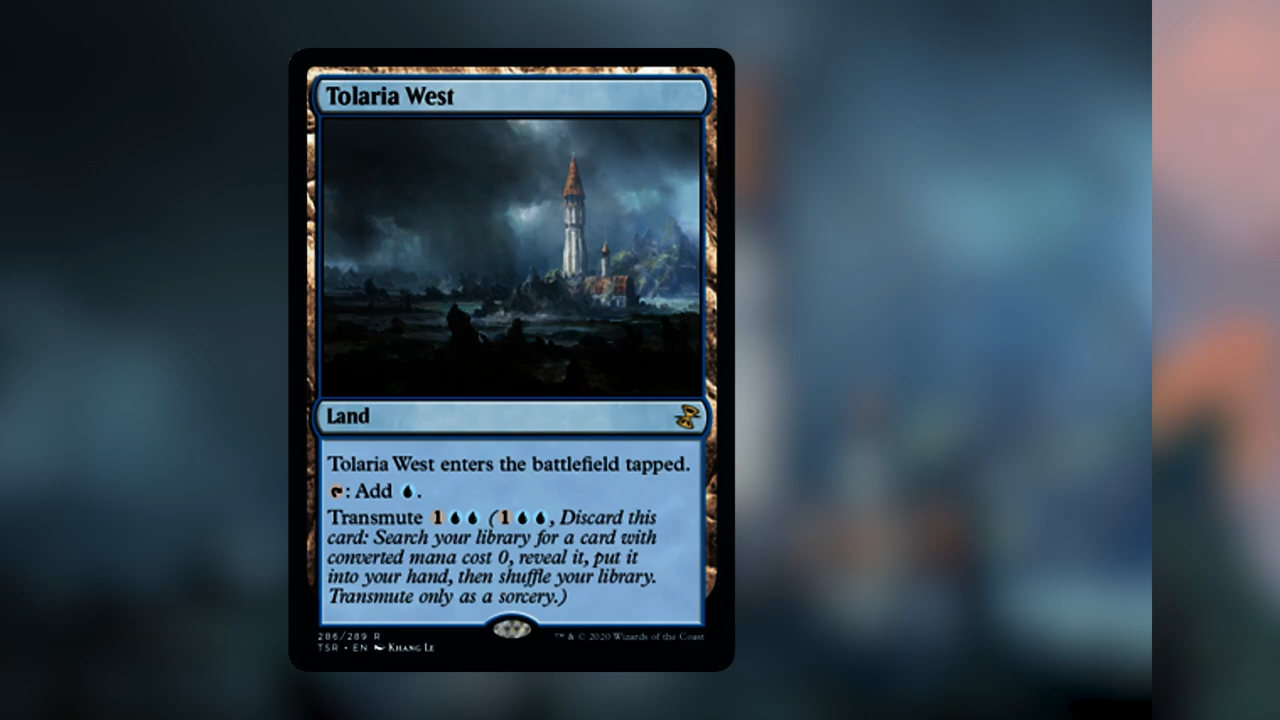 Tolaria West
Land
Tolaria West enters the battlefield tapped.
: Add .
Transmute 1 (1 , Discard this
card: Search your library for a card with
converted mana cost 0, reveal it, put it
into your hand, then shuffle your library.
Transmute only as a sorcery.)
286/289 R
™ & © 2020 Wizards of the Coast
TSR • EN Khang Le